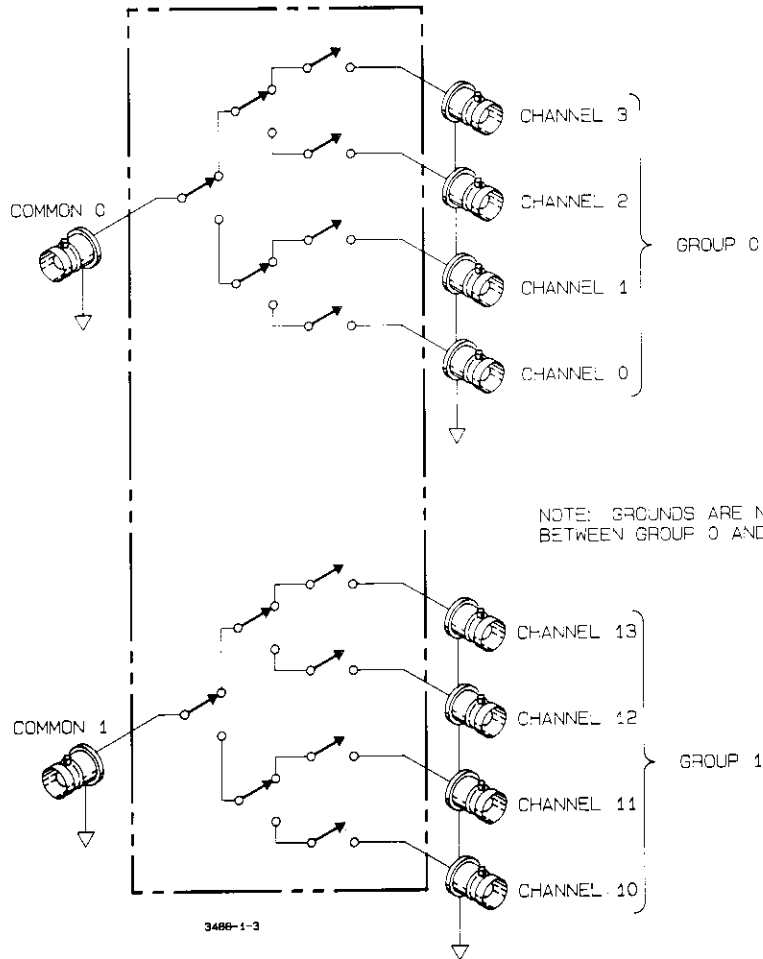 CHANNEL 3
COMMON 0
CHANNEL 2
GROUP 0
CHANNEL 1
CHANNEL 0
NOTE: GROUNDS ARE
BETWEEN GROUP 0 AND
CHANNEL 13
COMMON 1
CHANNEL 12
GROUP 1
CHANNEL 11
CHANNEL 10
3488-1-3